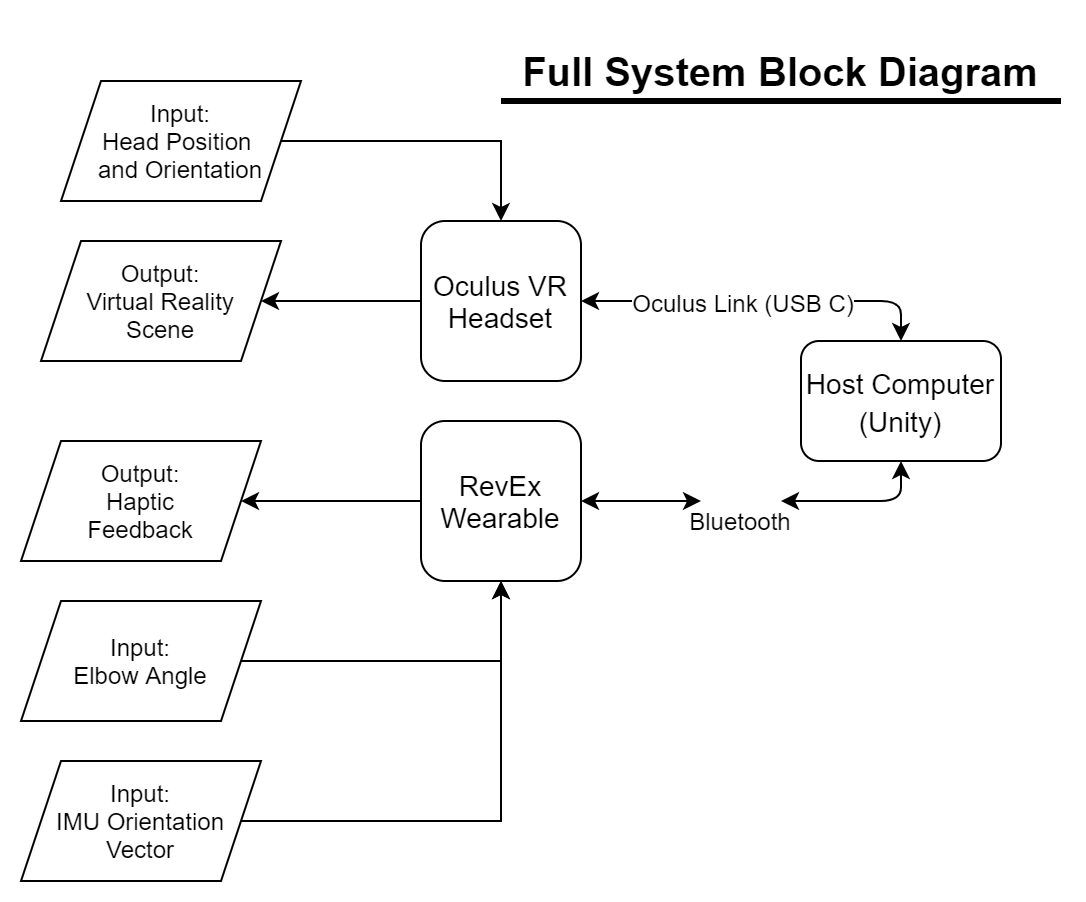 Full System Block Diagram
Input:
Head Position
and Orientation
Output:
Virtual Reality
Scene
Oculus VR
Headset
Oculus Link (USB C)
Host Computer
(Unity)
Output:
Haptic
Feedback
RevEx
Wearable
Bluetooth
Input:
Elbow Angle
Input:
IMU Orientation
Vector